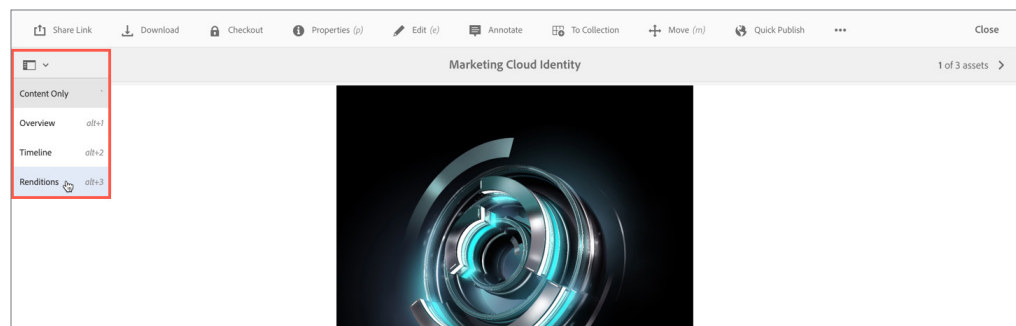 Share Link Download Checkout Properties (p) Edit (e) Annotate To Collection Move (m) Quick Publish ••• Close
Marketing Cloud Identity 1 of 3 assets
Content Only `
Overview alt+1
Timeline alt+2
Renditions alt+3